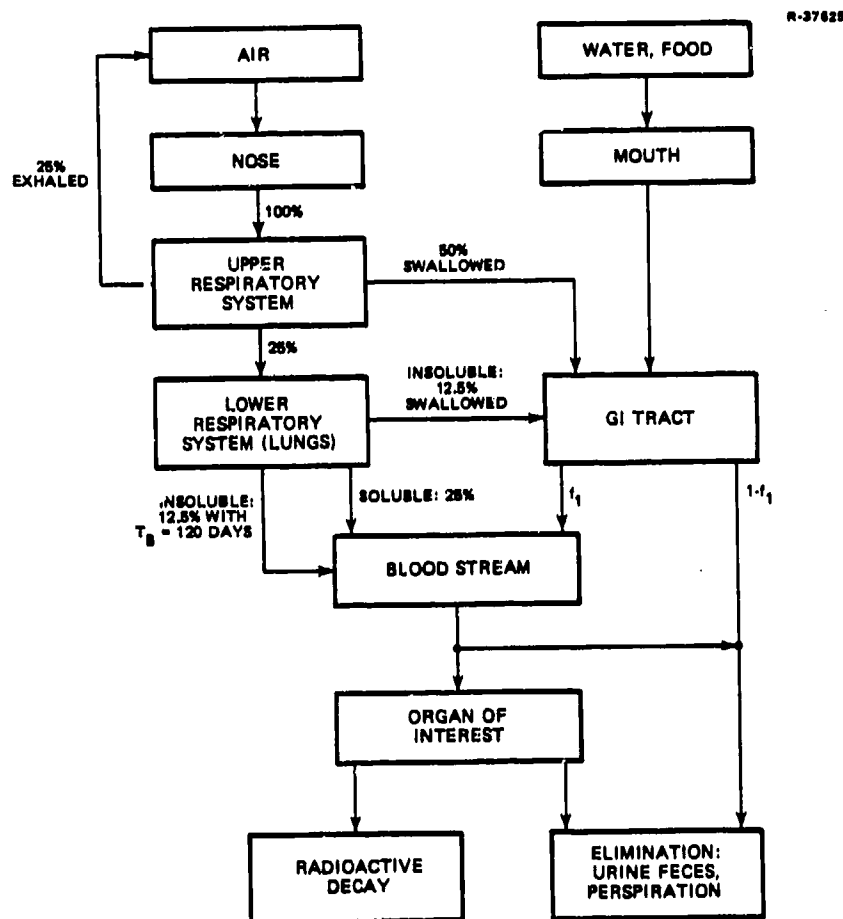 R-37625
AIR
WATER, FOOD
NOSE
MOUTH
25%
EXHALED
100%
UPPER
RESPIRATORY
SYSTEM
50%
SWALLOWED
25%
LOWER
RESPIRATORY
SYSTEM (LUNGS)
INSOLUBLE:
12.5%
SWALLOWED
GI TRACT
INSOLUBLE:
12.5% WITH
T_B = 120 DAYS
SOLUBLE: 25%
f₁
1-f₁
BLOOD STREAM
ORGAN OF
INTEREST
RADIOACTIVE
DECAY
ELIMINATION:
URINE FECES,
PERSPIRATION